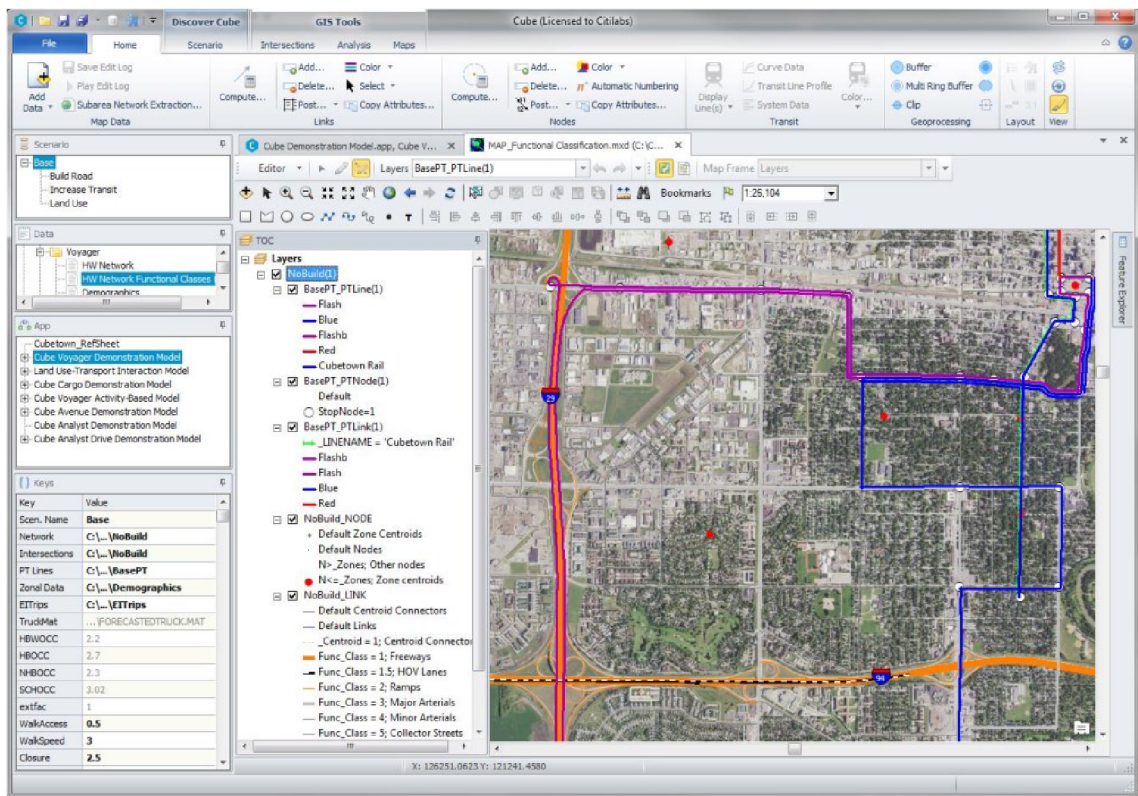 Discover Cube
GIS Tools
Cube (Licensed to Citilabs)
File
Home
Scenario
Intersections
Analysis
Maps
Add Data
Save Edit Log
Play Edit Log
Subarea Network Extraction...
Map Data
Compute...
Add...
Delete...
Post...
Color
Select
Copy Attributes...
Links
Compute...
Add...
Delete...
Post...
Color
Automatic Numbering
Copy Attributes...
Nodes
Display Line(s)
Curve Data
Transit Line Profile
System Data
Color...
Transit
Buffer
Multi Ring Buffer
Clip
Geoprocessing
Layout
View
Scenario
Base
Build Road
Increase Transit
Land Use
Data
Voyager
HW Network
HW Network Functional Classes
Demographics
App
Cubetown_RefSheet
Cube Voyager Demonstration Model
Land Use-Transport Interaction Model
Cube Cargo Demonstration Model
Cube Voyager Activity-Based Model
Cube Avenue Demonstration Model
Cube Analyst Demonstration Model
Cube Analyst Drive Demonstration Model
Keys
Key Value
Scen. Name Base
Network C:\...\NoBuild
Intersections C:\...\NoBuild
PT Lines C:\...\BasePT
Zonal Data C:\...\Demographics
EITrips C:\...\EITrips
TruckMat ...\FORECASTEDTRUCK.MAT
HBWOCC 2.2
HBOCC 2.7
NHBOCC 2.3
SCHOCC 3.02
extfac 1
WalkAccess 0.5
WalkSpeed 3
Closure 2.5
Cube Demonstration Model.app, Cube V...
MAP_Functional Classification.mxd (C:\C...
Editor
Layers BasePT_PTLine(1)
Map Frame Layers
Bookmarks
1:26,104
TOC
Layers
NoBuild(1)
BasePT_PTLine(1)
Flash
Blue
Flashb
Red
Cubetown Rail
BasePT_PTNode(1)
Default
StopNode=1
BasePT_PTLink(1)
_LINENAME = 'Cubetown Rail'
Flashb
Flash
Blue
Red
NoBuild_NODE
Default Zone Centroids
Default Nodes
N>_Zones; Other nodes
N<=_Zones; Zone centroids
NoBuild_LINK
Default Centroid Connectors
Default Links
_Centroid = 1; Centroid Connector
Func_Class = 1; Freeways
Func_Class = 1.5; HOV Lanes
Func_Class = 2; Ramps
Func_Class = 3; Major Arterials
Func_Class = 4; Minor Arterials
Func_Class = 5; Collector Streets
29
94
Feature Explorer
X: 126251.0623 Y: 121241.4580